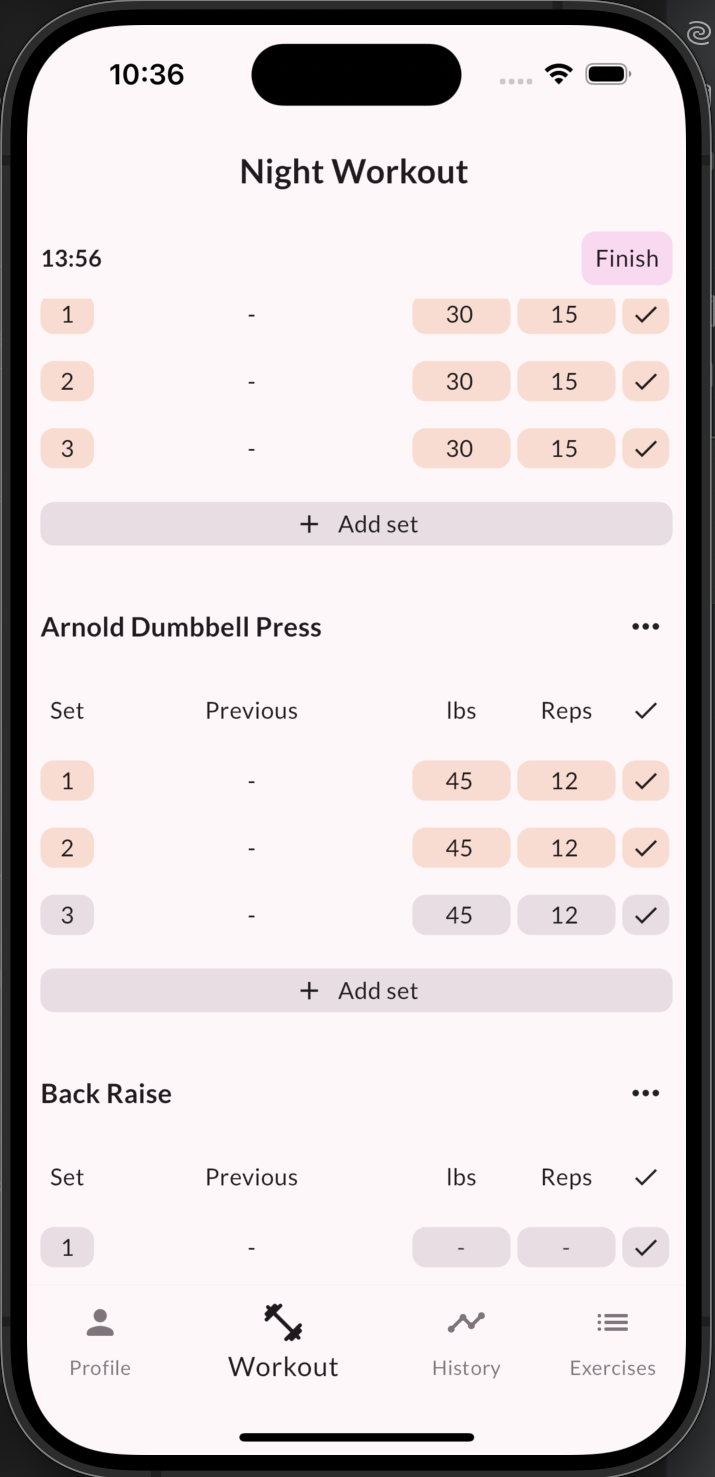 10:36
Night Workout
13:56 Finish
1 - 30 15
2 - 30 15
3 - 30 15
+ Add set
Arnold Dumbbell Press
Set Previous lbs Reps
1 - 45 12
2 - 45 12
3 - 45 12
+ Add set
Back Raise
Set Previous lbs Reps
1 - - -
Profile Workout History Exercises